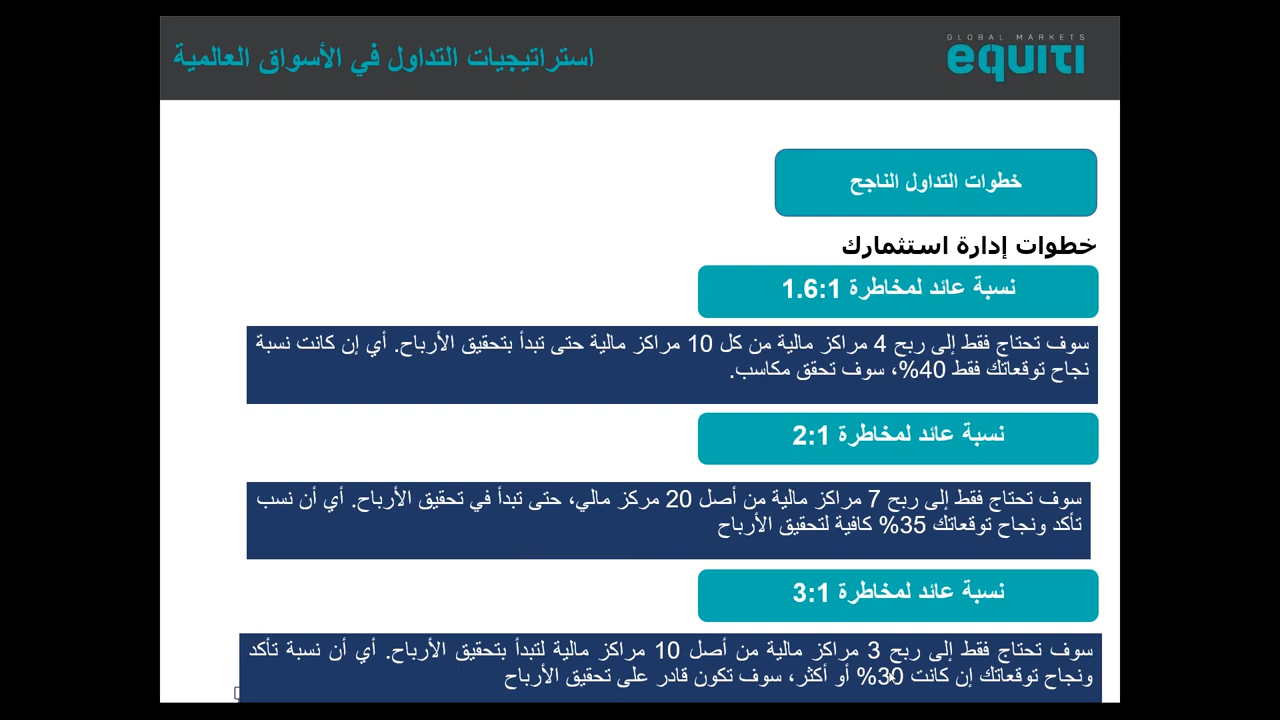 استراتيجيات التداول في الأسواق العالمية
GLOBAL MARKETS
equiti
خطوات التداول الناجح
خطوات إدارة استثمارك
نسبة عائد لمخاطرة 1.6:1
سوف تحتاج فقط إلى ربح 4 مراكز مالية من كل 10 مراكز مالية حتى تبدأ بتحقيق الأرباح. أي إن كانت نسبة
نجاح توقعاتك فقط 40%، سوف تحقق مكاسب.
نسبة عائد لمخاطرة 2:1
سوف تحتاج فقط إلى ربح 7 مراكز مالية من أصل 20 مركز مالي، حتى تبدأ في تحقيق الأرباح. أي أن نسب
تأكد ونجاح توقعاتك 35% كافية لتحقيق الأرباح
نسبة عائد لمخاطرة 3:1
سوف تحتاج فقط إلى ربح 3 مراكز مالية من أصل 10 مراكز مالية لتبدأ بتحقيق الأرباح. أي أن نسبة تأكد
ونجاح توقعاتك إن كانت 30% أو أكثر، سوف تكون قادر على تحقيق الأرباح